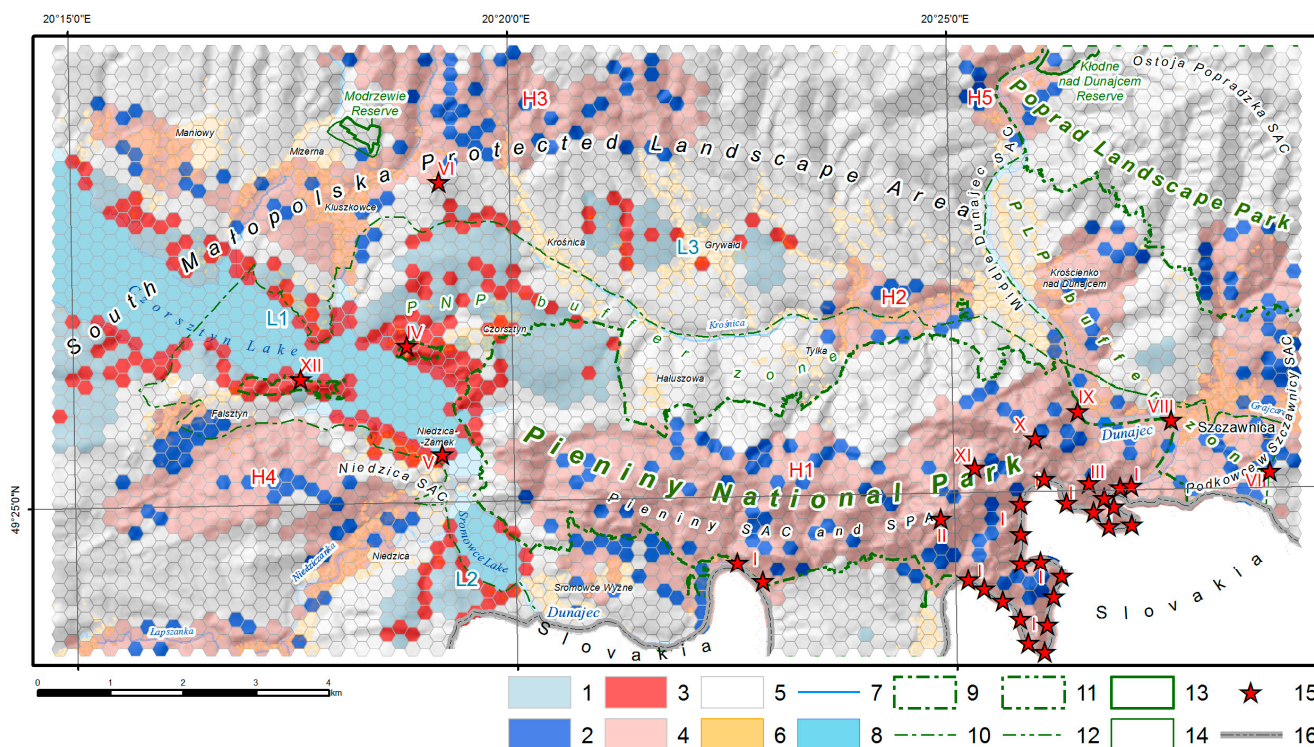 20°15'0"E
20°20'0"E
20°25'0"E
49°25'0"N
Ostoja Popradzka SAC
Kłodne
nad Dunajcem
Reserve
H5
Poprad Landscape Park
H3
Modrzewie
Reserve
Maniowy
Mizerna
Kluszkowce
South Małopolska Protected Landscape Area
VI
Middle Dunajec SAC
PLP buffer zone
Krościenko
nad Dunajcem
Krośnica
L3
Grywałd
L1
Czorsztyn Lake
PNP buffer zone
H2
Krośnica
Czorsztyn
IV
Tylka
Hałuszowa
XII
Falsztyn
IX
VIII
Grajcarek
Dunajec
Szczawnica
Podkowce w Szczawnicy SAC
X
Niedzica
-Zamek
V
Pieniny National Park
H1
XI
VII
H4
Niedzica SAC
III
I
I
I
Pieniny SAC and SPA
II
Sromowce Lake
Niedziczanka
Niedzica
I
I
I
L2
Sromowce Wyżne
Dunajec
I
Łapszanka
Slovakia
Slovakia
0 1 2 3 4
km
1 3 5 7 9 11 13 15
2 4 6 8 10 12 14 16